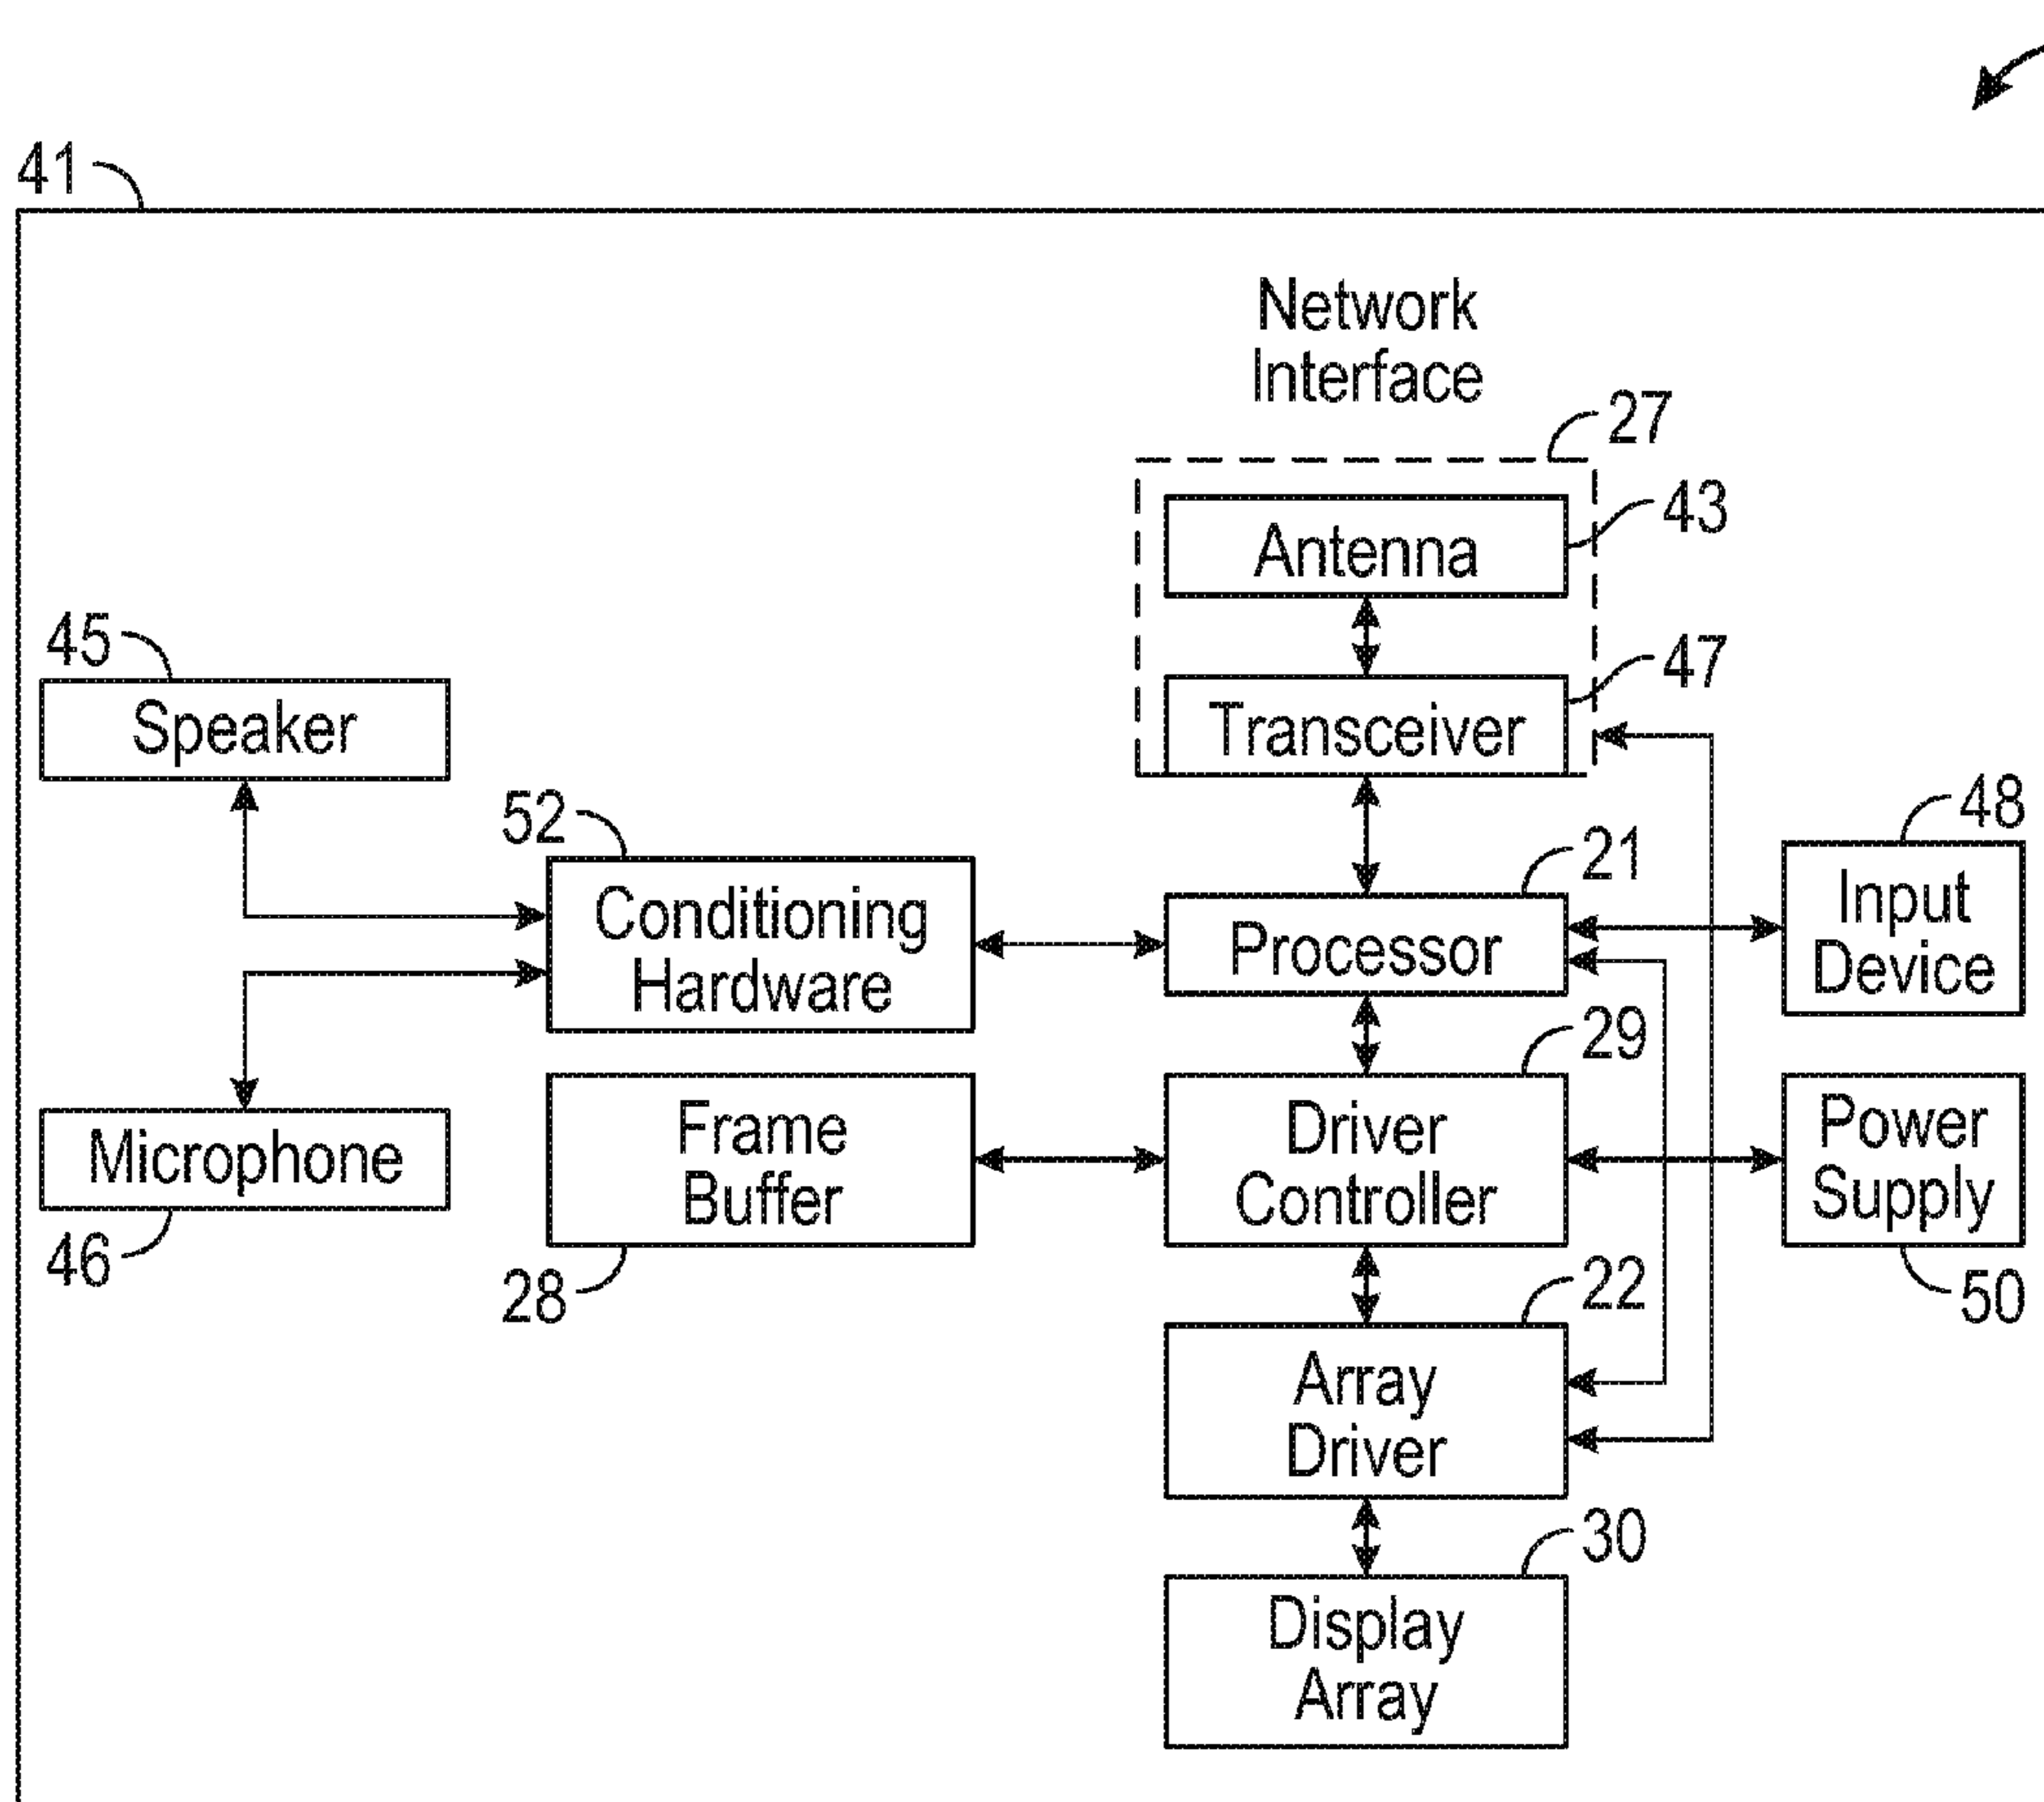 41
Network
Interface
27
Antenna
43
45
Speaker
Transceiver
47
52
Conditioning
Hardware
21
Processor
48
Input
Device
29
Frame
Buffer
Driver
Controller
Power
Supply
Microphone
46
28
22
50
Array
Driver
30
Display
Array